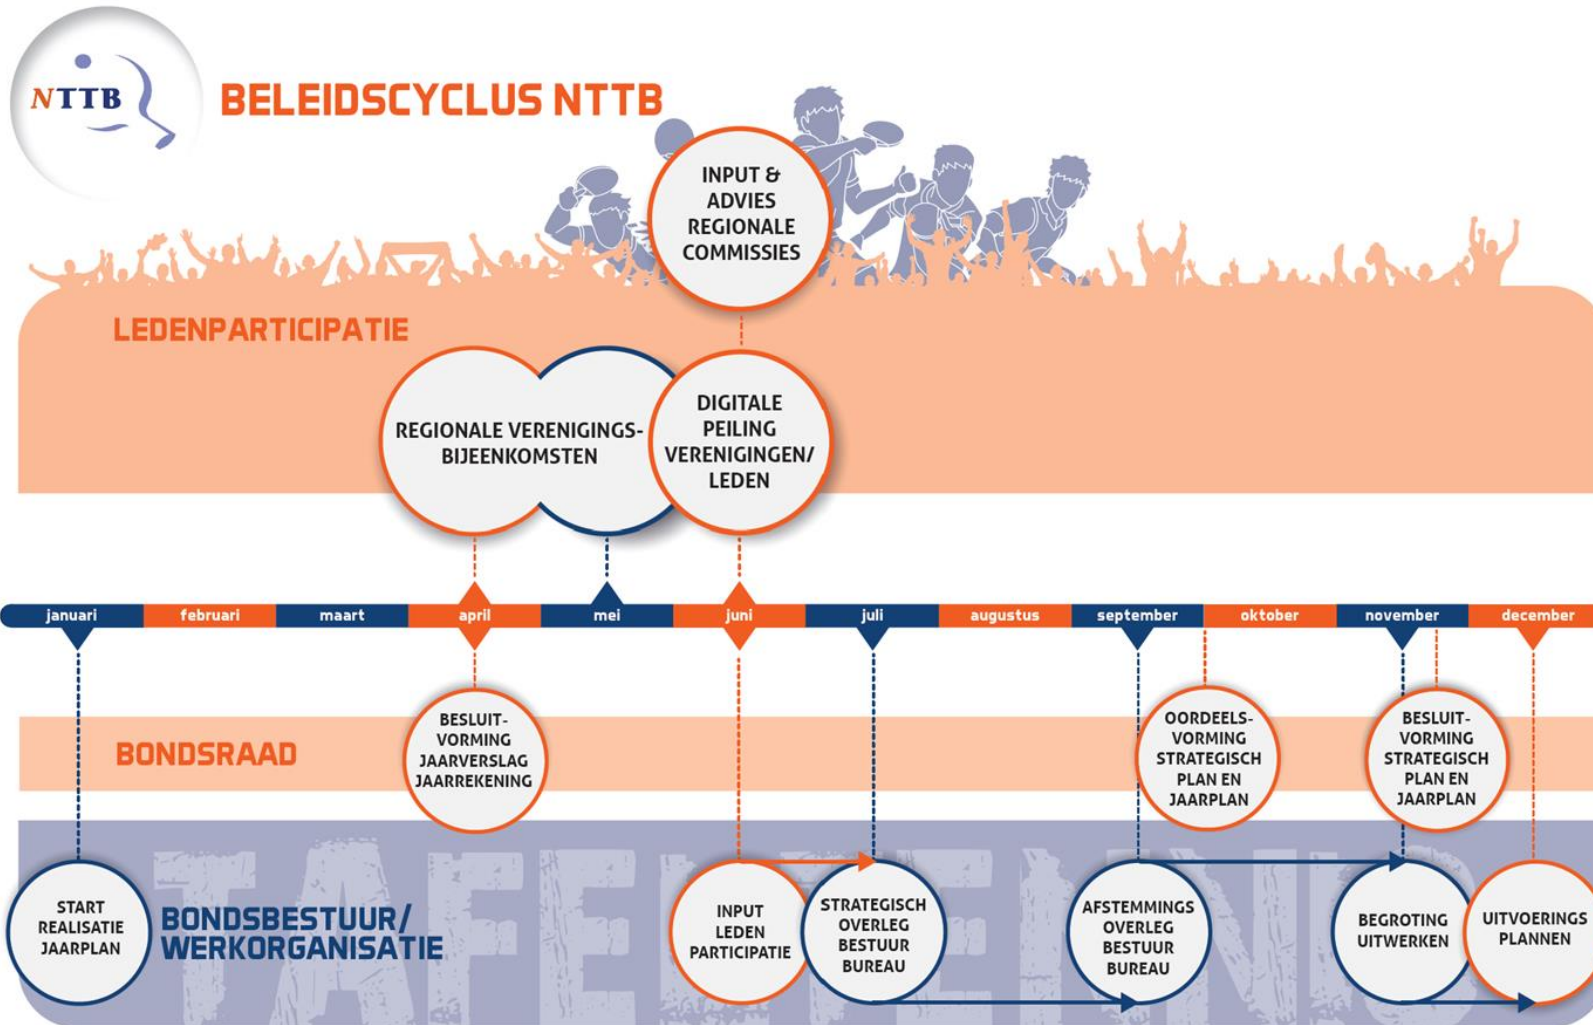 NTTB
BELEIDSCYCLUS NTTB
INPUT &
ADVIES
REGIONALE
COMMISSIES
LEDENPARTICIPATIE
REGIONALE VERENIGINGS-
BIJEENKOMSTEN
DIGITALE
PEILING
VERENIGINGEN/
LEDEN
januari
februari
maart
april
mei
juni
juli
augustus
september
oktober
november
december
BONDSRAAD
BESLUIT-
VORMING
JAARVERSLAG
JAARREKENING
OORDEELS-
VORMING
STRATEGISCH
PLAN EN
JAARPLAN
BESLUIT-
VORMING
STRATEGISCH
PLAN EN
JAARPLAN
TAFELTENNIS
BONDSBESTUUR/
WERKORGANISATIE
START
REALISATIE
JAARPLAN
INPUT
LEDEN
PARTICIPATIE
STRATEGISCH
OVERLEG
BESTUUR
BUREAU
AFSTEMMINGS
OVERLEG
BESTUUR
BUREAU
BEGROTING
UITWERKEN
UITVOERINGS
PLANNEN